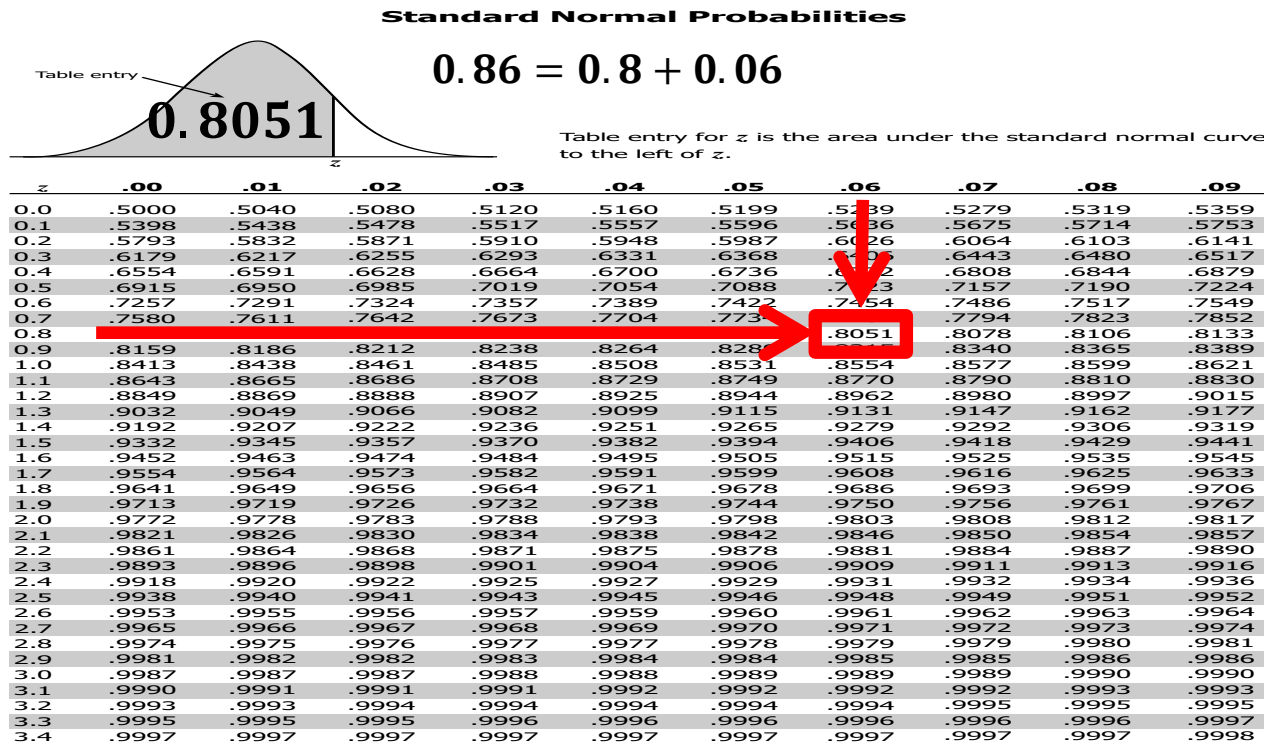 Standard Normal Probabilities
0.86 = 0.8 + 0.06
Table entry
0.8051
z
Table entry for z is the area under the standard normal curve
to the left of z.
z .00 .01 .02 .03 .04 .05 .06 .07 .08 .09
0.0 .5000 .5040 .5080 .5120 .5160 .5199 .5239 .5279 .5319 .5359
0.1 .5398 .5438 .5478 .5517 .5557 .5596 .5636 .5675 .5714 .5753
0.2 .5793 .5832 .5871 .5910 .5948 .5987 .6026 .6064 .6103 .6141
0.3 .6179 .6217 .6255 .6293 .6331 .6368 .6406 .6443 .6480 .6517
0.4 .6554 .6591 .6628 .6664 .6700 .6736 .6808 .6844 .6879
0.5 .6915 .6950 .6985 .7019 .7054 .7088 .7123 .7157 .7190 .7224
0.6 .7257 .7291 .7324 .7357 .7389 .7422 .7454 .7486 .7517 .7549
0.7 .7580 .7611 .7642 .7673 .7704 .7794 .7823 .7852
0.8 .8051 .8078 .8106 .8133
0.9 .8159 .8186 .8212 .8238 .8264 .8340 .8365 .8389
1.0 .8413 .8438 .8461 .8485 .8508 .8531 .8554 .8577 .8599 .8621
1.1 .8643 .8665 .8686 .8708 .8729 .8749 .8770 .8790 .8810 .8830
1.2 .8849 .8869 .8888 .8907 .8925 .8944 .8962 .8980 .8997 .9015
1.3 .9032 .9049 .9066 .9082 .9099 .9115 .9131 .9147 .9162 .9177
1.4 .9192 .9207 .9222 .9236 .9251 .9265 .9279 .9292 .9306 .9319
1.5 .9332 .9345 .9357 .9370 .9382 .9394 .9406 .9418 .9429 .9441
1.6 .9452 .9463 .9474 .9484 .9495 .9505 .9515 .9525 .9535 .9545
1.7 .9554 .9564 .9573 .9582 .9591 .9599 .9608 .9616 .9625 .9633
1.8 .9641 .9649 .9656 .9664 .9671 .9678 .9686 .9693 .9699 .9706
1.9 .9713 .9719 .9726 .9732 .9738 .9744 .9750 .9756 .9761 .9767
2.0 .9772 .9778 .9783 .9788 .9793 .9798 .9803 .9808 .9812 .9817
2.1 .9821 .9826 .9830 .9834 .9838 .9842 .9846 .9850 .9854 .9857
2.2 .9861 .9864 .9868 .9871 .9875 .9878 .9881 .9884 .9887 .9890
2.3 .9893 .9896 .9898 .9901 .9904 .9906 .9909 .9911 .9913 .9916
2.4 .9918 .9920 .9922 .9925 .9927 .9929 .9931 .9932 .9934 .9936
2.5 .9938 .9940 .9941 .9943 .9945 .9946 .9948 .9949 .9951 .9952
2.6 .9953 .9955 .9956 .9957 .9959 .9960 .9961 .9962 .9963 .9964
2.7 .9965 .9966 .9967 .9968 .9969 .9970 .9971 .9972 .9973 .9974
2.8 .9974 .9975 .9976 .9977 .9977 .9978 .9979 .9979 .9980 .9981
2.9 .9981 .9982 .9982 .9983 .9984 .9984 .9985 .9985 .9986 .9986
3.0 .9987 .9987 .9987 .9988 .9988 .9989 .9989 .9989 .9990 .9990
3.1 .9990 .9991 .9991 .9991 .9992 .9992 .9992 .9992 .9993 .9993
3.2 .9993 .9993 .9994 .9994 .9994 .9994 .9994 .9995 .9995 .9995
3.3 .9995 .9995 .9995 .9996 .9996 .9996 .9996 .9996 .9996 .9997
3.4 .9997 .9997 .9997 .9997 .9997 .9997 .9997 .9997 .9997 .9998